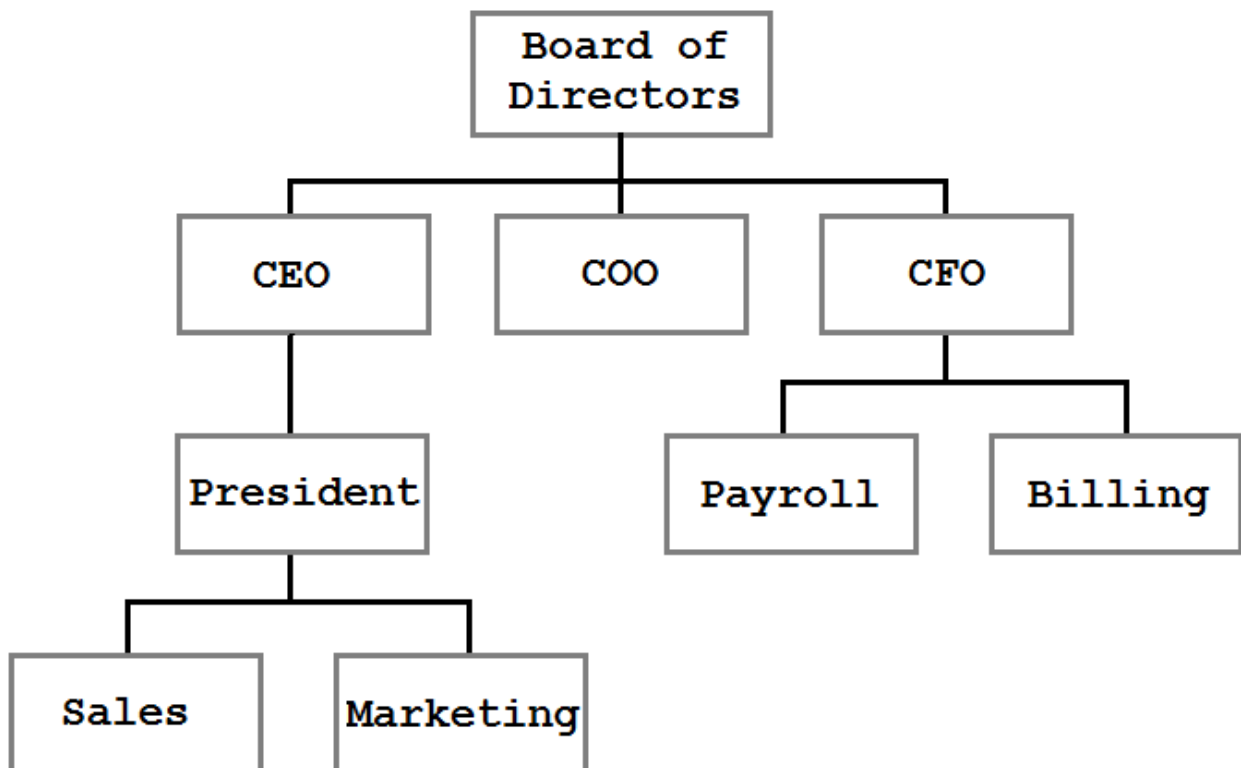 Board of
Directors
CEO
COO
CFO
President
Payroll
Billing
Sales
Marketing